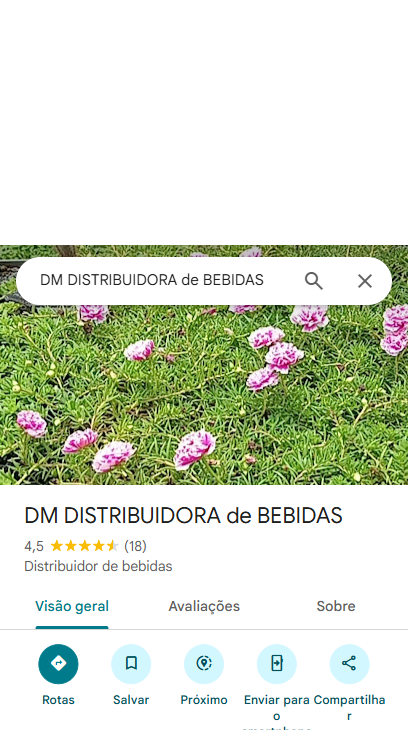 DM DISTRIBUIDORA de BEBIDAS
DM DISTRIBUIDORA de BEBIDAS
4,5 (18)
Distribuidor de bebidas
Visão geral Avaliações Sobre
Rotas Salvar Próximo Enviar para o smartphone Compartilhar